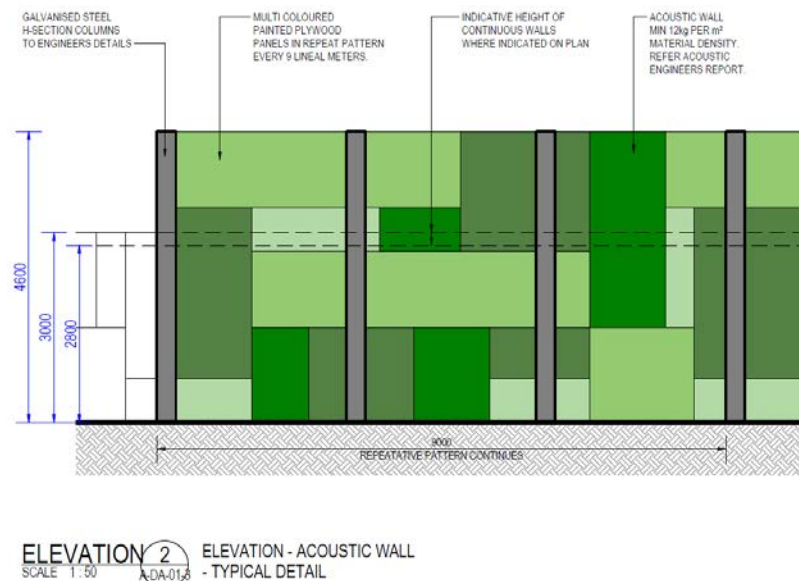 GALVANISED STEEL
H-SECTION COLUMNS
TO ENGINEERS DETAILS
MULTI COLOURED
PAINTED PLYWOOD
PANELS IN REPEAT PATTERN
EVERY 9 LINEAL METERS.
INDICATIVE HEIGHT OF
CONTINUOUS WALLS
WHERE INDICATED ON PLAN
ACOUSTIC WALL
MIN 12kg PER m²
MATERIAL DENSITY.
REFER ACOUSTIC
ENGINEERS REPORT.
4600
3000
2800
9000
REPEATATIVE PATTERN CONTINUES
ELEVATION 2
SCALE 1:50
A-DA-01.3
ELEVATION - ACOUSTIC WALL
- TYPICAL DETAIL